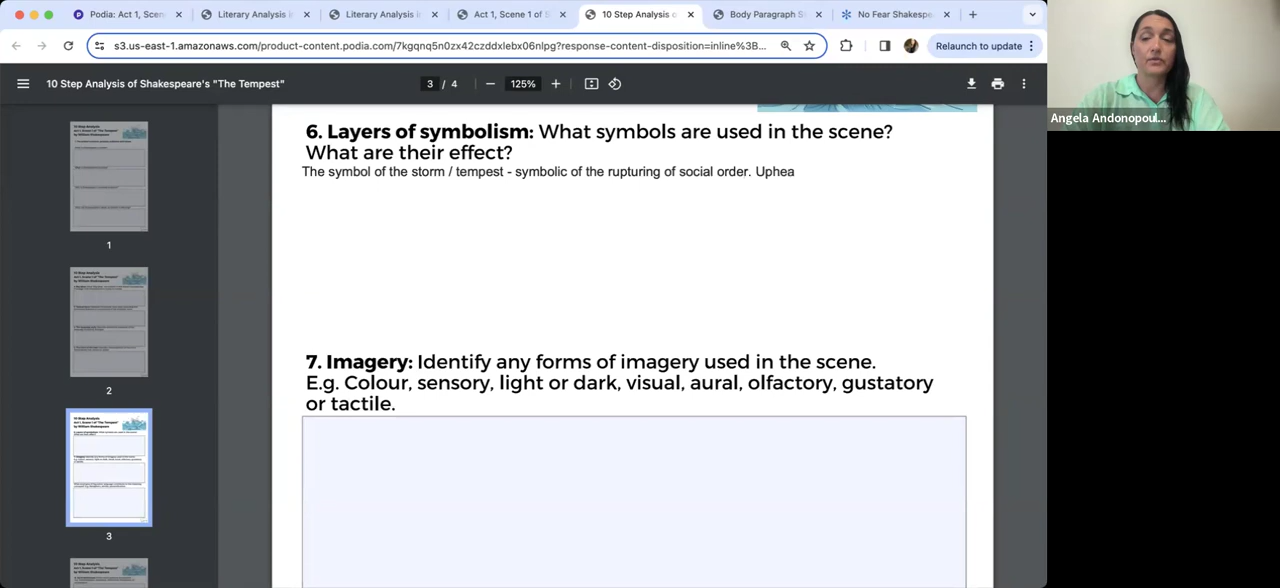 Podia: Act 1, Scen
Literary Analysis i
Literary Analysis i
Act 1, Scene 1 of S
10 Step Analysis o
Body Paragraph S
No Fear Shakespe
s3.us-east-1.amazonaws.com/product-content.podia.com/7kgqnq5n0zx42czddxlebx06nlpg?response-content-disposition=inline%3B...
Relaunch to update
10 Step Analysis of Shakespeare's "The Tempest"
3 / 4
125%
Angela Andonopoul...
6. Layers of symbolism: What symbols are used in the scene?
What are their effect?
The symbol of the storm / tempest - symbolic of the rupturing of social order. Uphea
7. Imagery: Identify any forms of imagery used in the scene.
E.g. Colour, sensory, light or dark, visual, aural, olfactory, gustatory
or tactile.
1
2
3